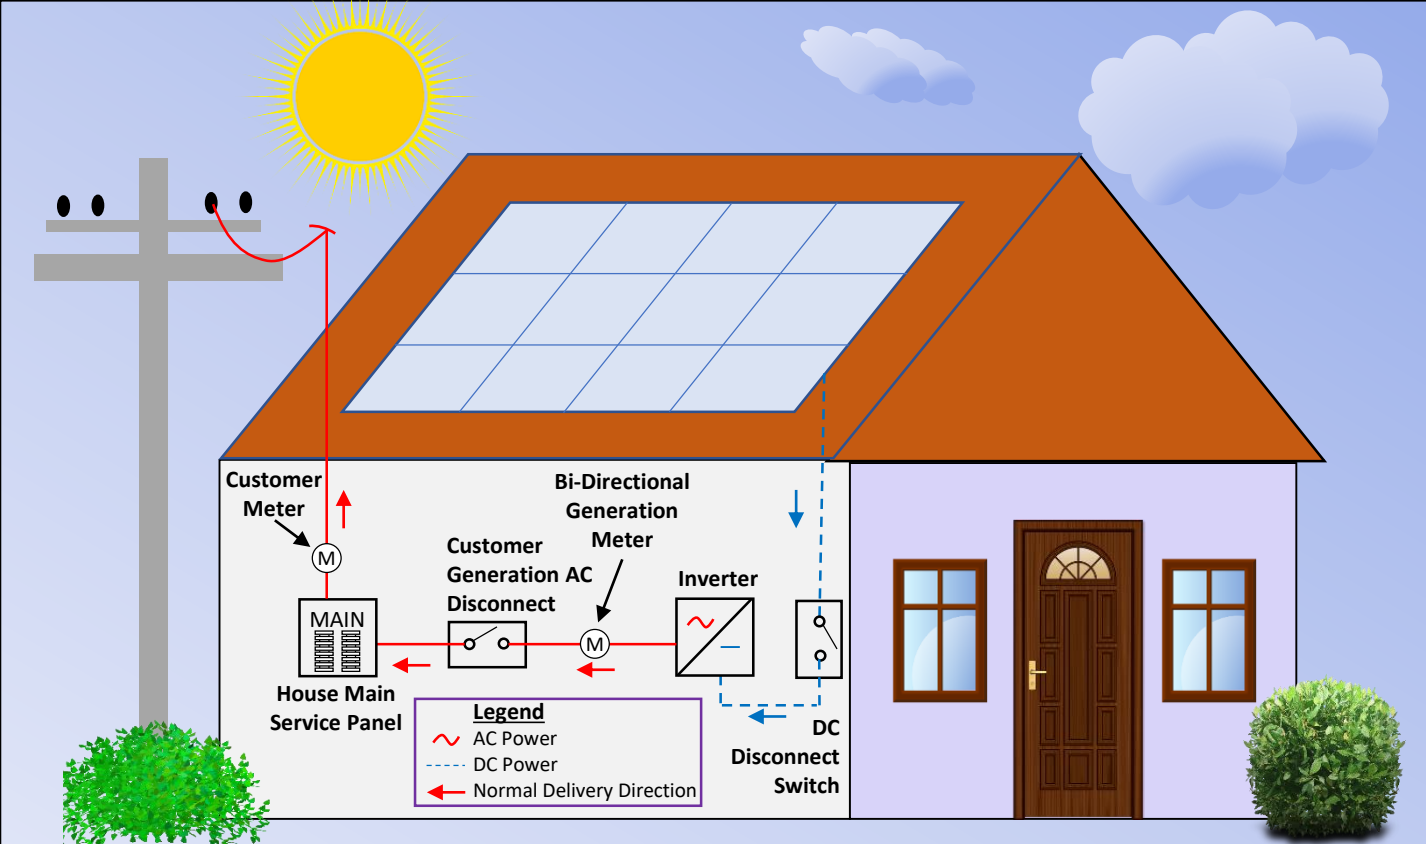 Customer
Meter
M
MAIN
House Main
Service Panel
Customer
Generation AC
Disconnect
Bi-Directional
Generation
Meter
M
Inverter
DC
Disconnect
Switch
Legend
AC Power
DC Power
Normal Delivery Direction